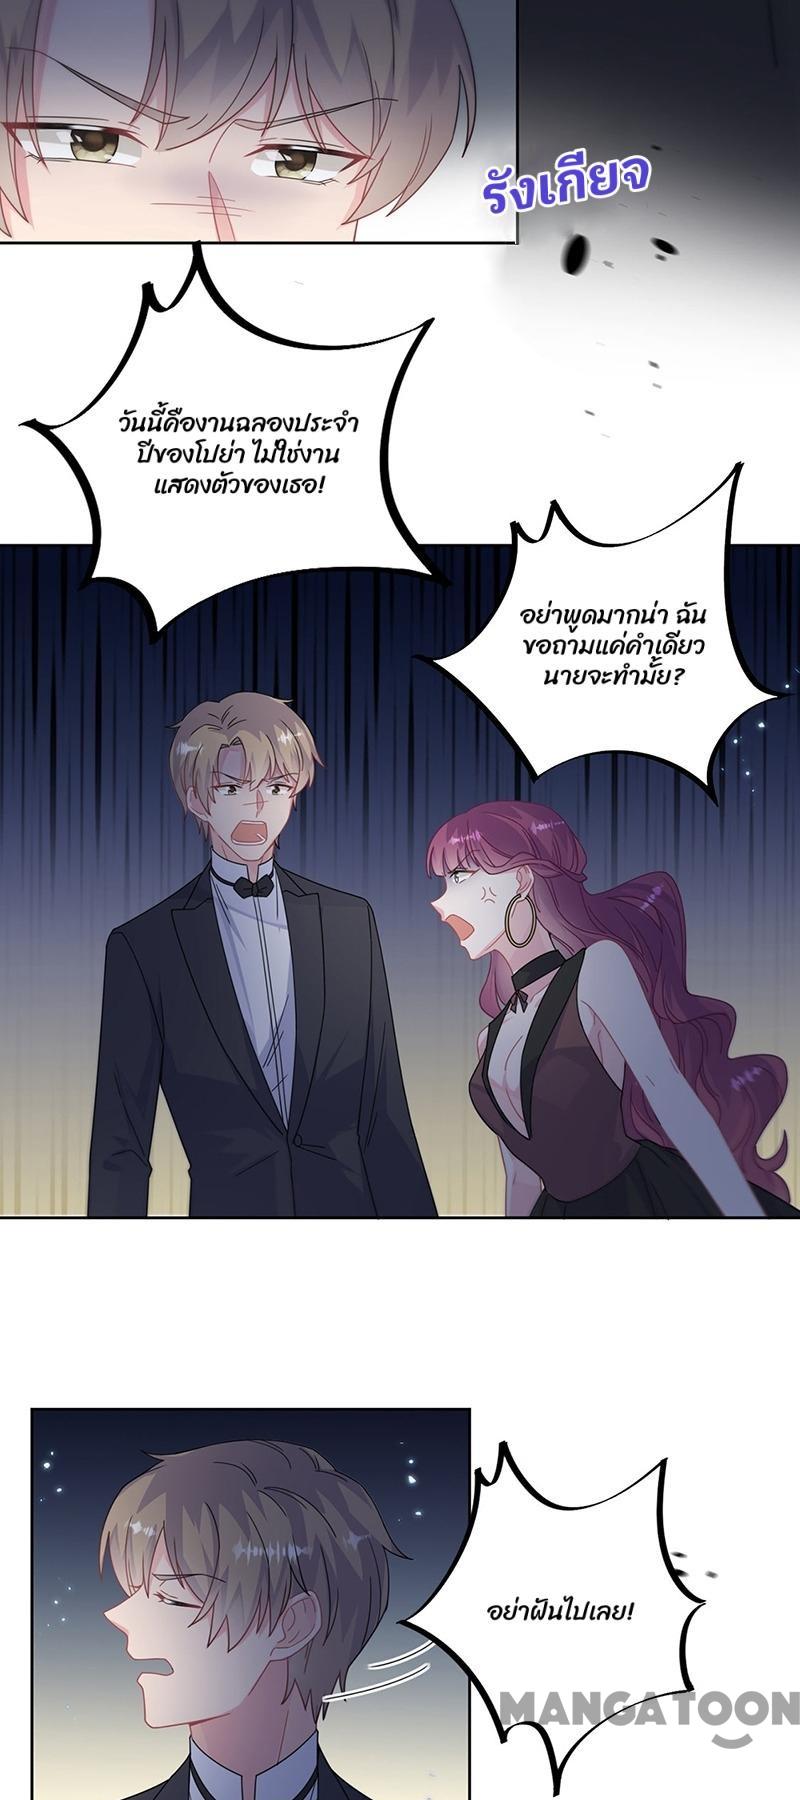 รังเกียจ
วันนี้คืองานฉลองประจำ
ปีของโปย่า ไม่ใช่งาน
แสดงตัวของเธอ!
อย่าพูดมากน่า ฉัน
ขอถามแค่คำเดียว
นายจะทำมั้ย?
อย่าฝันไปเลย!
MANGATOON